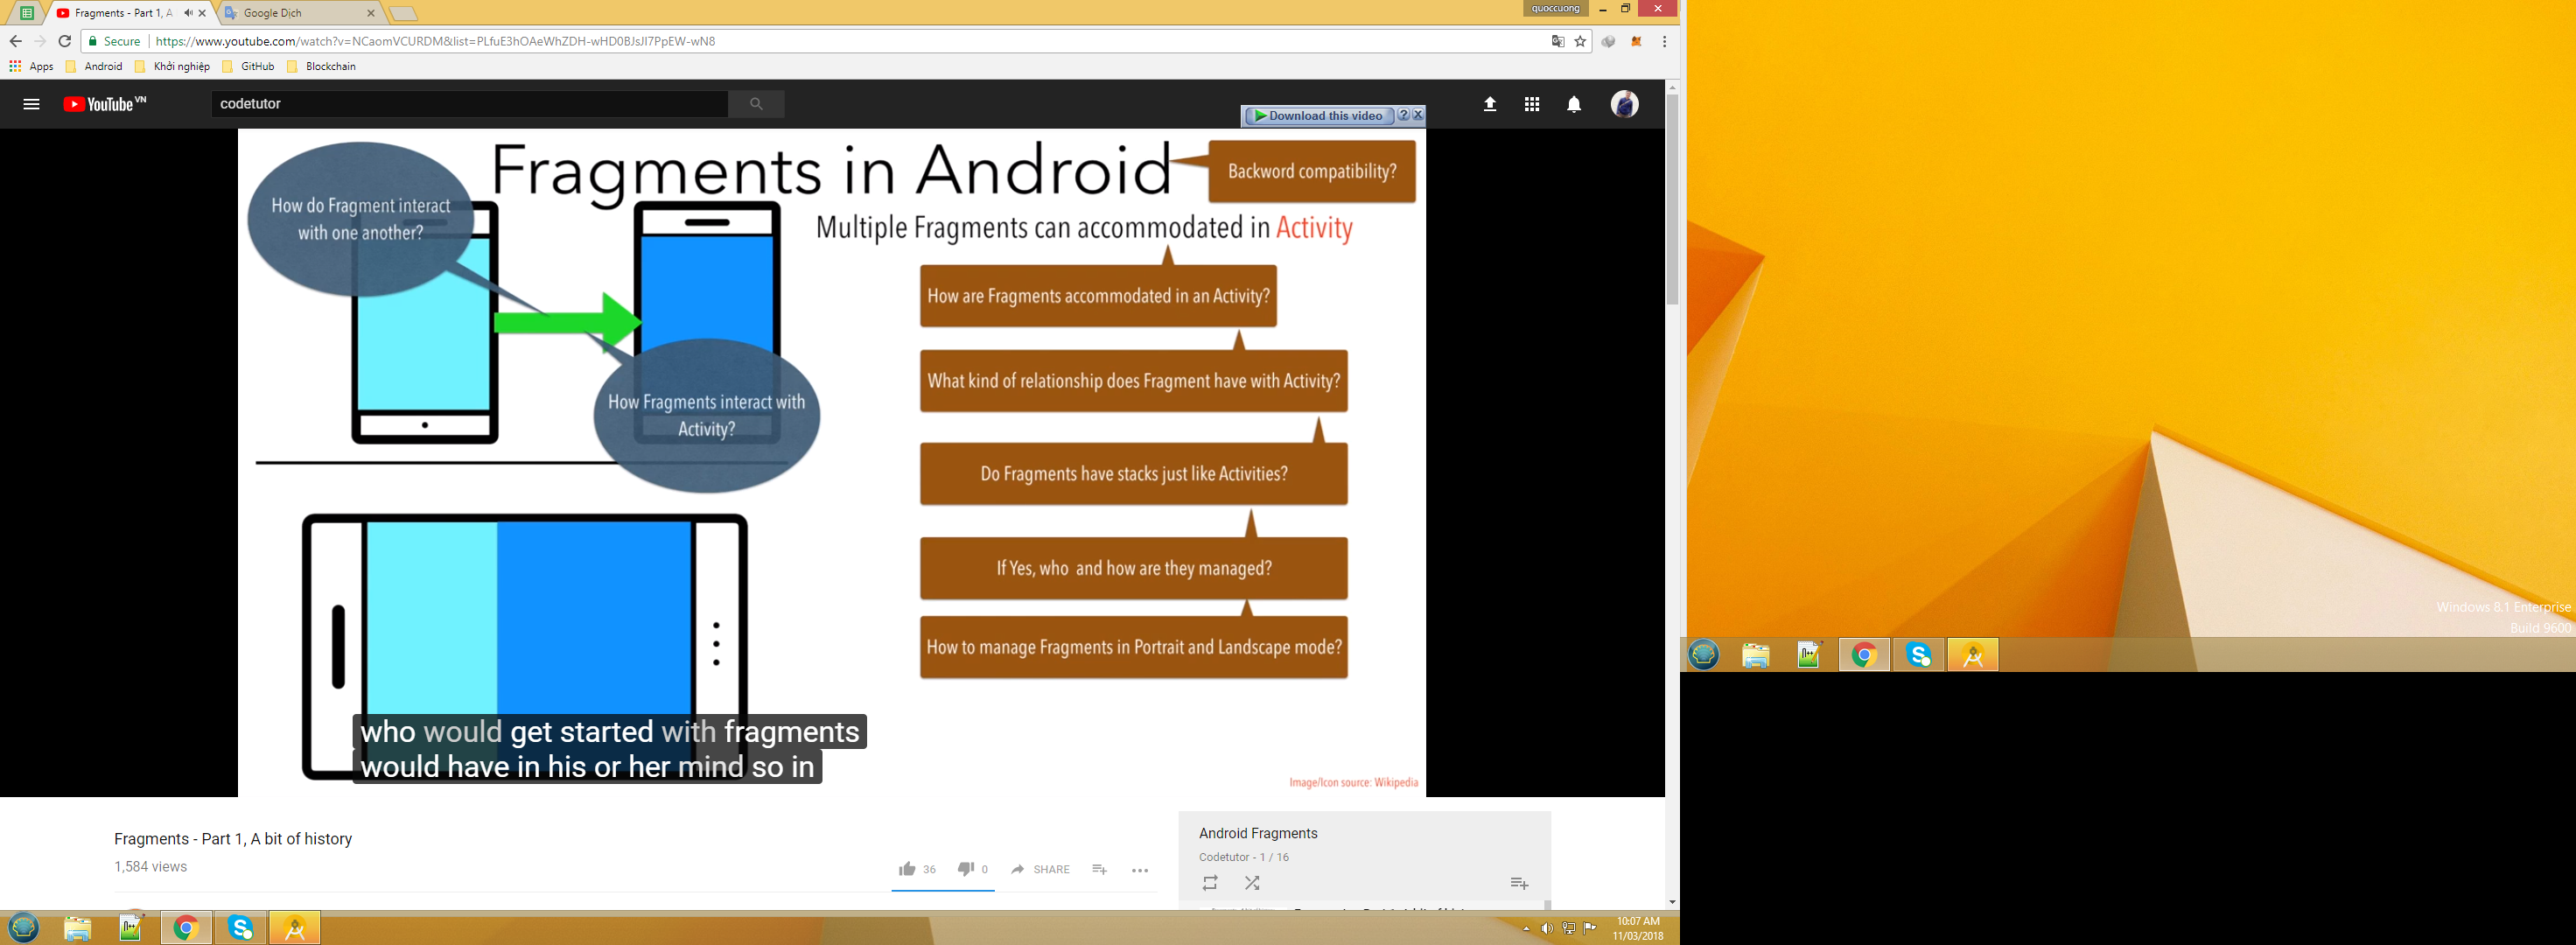 Fragments - Part 1, A
Google Dịch
quoccuong
Secure
https://www.youtube.com/watch?v=NCaomVCURDM&list=PLfuE3hOAeWhZDH-wHD0BJsJI7PpEW-wN8
Apps
Android
Khởi nghiệp
GitHub
Blockchain
YouTube VN
codetutor
Download this video
?
Fragments in Android
Backword compatibility?
How do Fragment interact
with one another?
Multiple Fragments can accommodated in Activity
How are Fragments accommodated in an Activity?
What kind of relationship does Fragment have with Activity?
How Fragments interact with
Activity?
Do Fragments have stacks just like Activities?
If Yes, who and how are they managed?
How to manage Fragments in Portrait and Landscape mode?
who would get started with fragments
would have in his or her mind so in
Image/Icon source: Wikipedia
Fragments - Part 1, A bit of history
1,584 views
36
0
SHARE
Android Fragments
Codetutor - 1 / 16
10:07 AM
11/03/2018
Windows 8.1 Enterprise
Build 9600